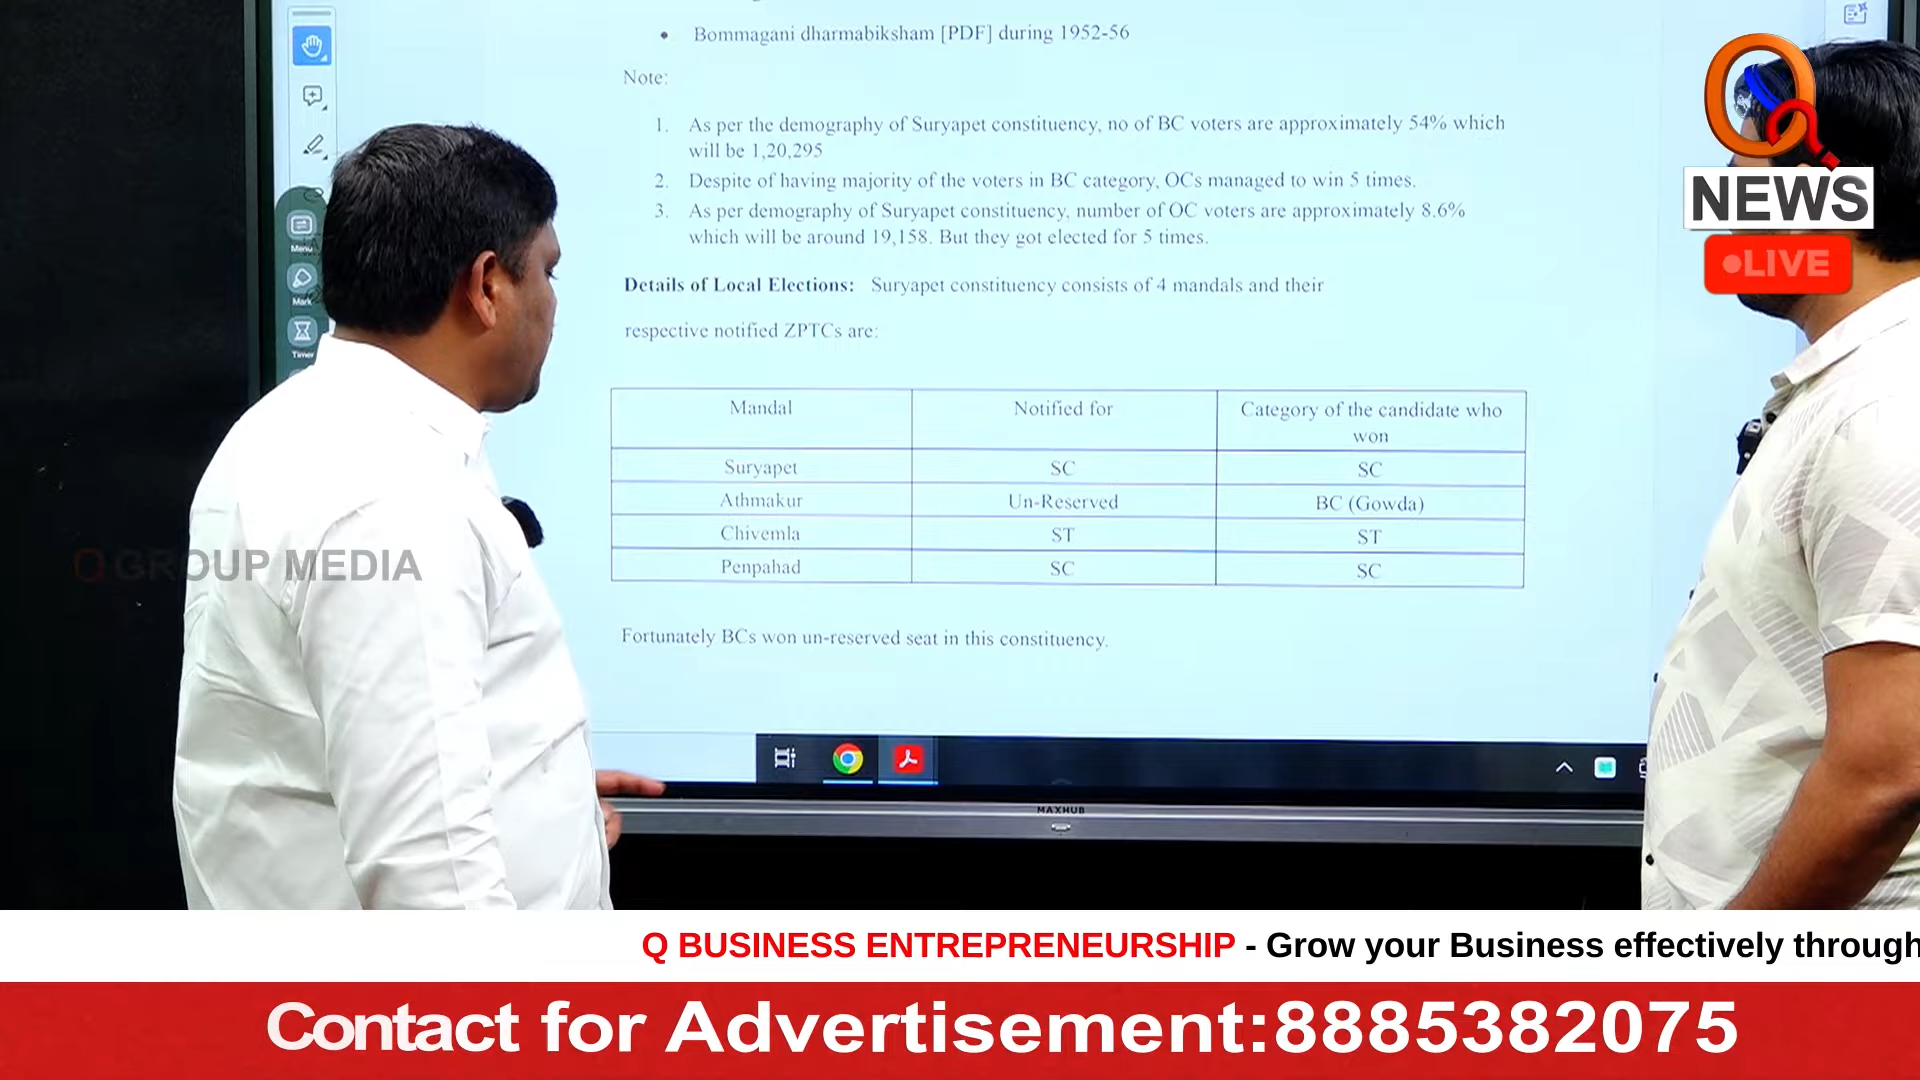 Bommagani dharmabiksham [PDF] during 1952-56
Note:
1. As per the demography of Suryapet constituency, no of BC voters are approximately 54% which
will be 1,20,295
2. Despite of having majority of the voters in BC category, OCs managed to win 5 times.
3. As per demography of Suryapet constituency, number of OC voters are approximately 8.6%
which will be around 19,158. But they got elected for 5 times.
Details of Local Elections: Suryapet constituency consists of 4 mandals and their
respective notified ZPTCs are:
Mandal Notified for Category of the candidate who
won
Suryapet SC SC
Athmakur Un-Reserved BC (Gowda)
Chivemla ST ST
Penpahad SC SC
Fortunately BCs won un-reserved seat in this constituency.
Menu
Mark
Timer
MAXHUB
Q GROUP MEDIA
Q
NEWS
LIVE
Q BUSINESS ENTREPRENEURSHIP - Grow your Business effectively through
Contact for Advertisement:8885382075